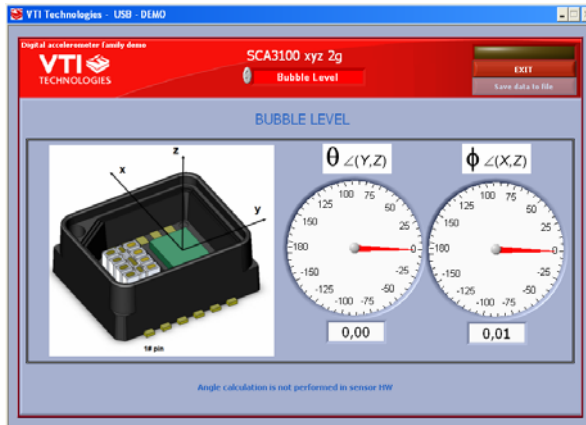 VTI Technologies - USB - DEMO
Digital accelerometer family demo
VTI
TECHNOLOGIES
SCA3100 xyz 2g
Bubble Level
EXIT
Save data to file
BUBBLE LEVEL
z
x
y
1# pin
θ ∠(Y,Z)
100 75
125 50
150 25
-180 0
-150 -25
-125 -50
-100 -75
0,00
ϕ ∠(X,Z)
100 75
125 50
150 25
-180 0
-150 -25
-125 -50
-100 -75
0,01
Angle calculation is not performed in sensor HW